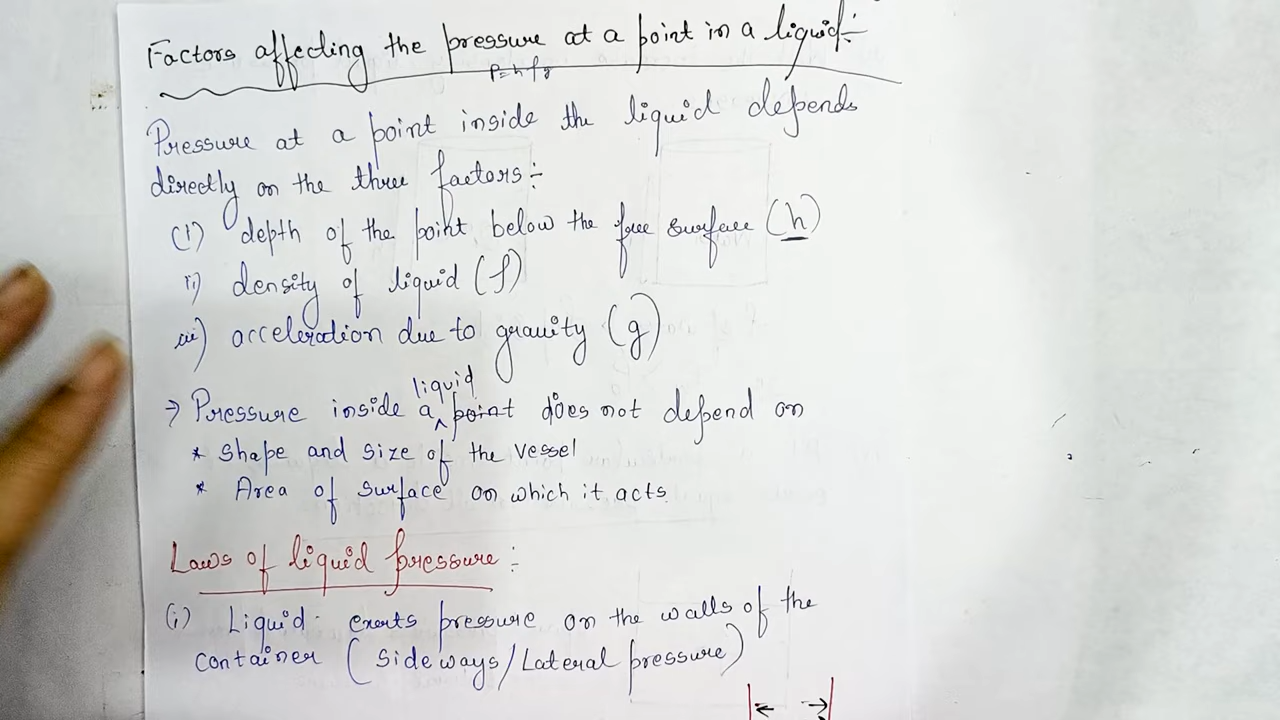 Factors affecting the pressure at a point in a liquid:-
P=hρg
Pressure at a point inside the liquid depends
directly on the three factors:-
(i) depth of the point below the free surface (h)
ii) density of liquid (ρ)
iii) acceleration due to gravity (g)
liquid
→ Pressure inside a ^ point does not depend on
* shape and size of the vessel
* Area of surface on which it acts.
Laws of liquid pressure :-
(i) Liquid exerts pressure on the walls of the
container (sideways/Lateral pressure)